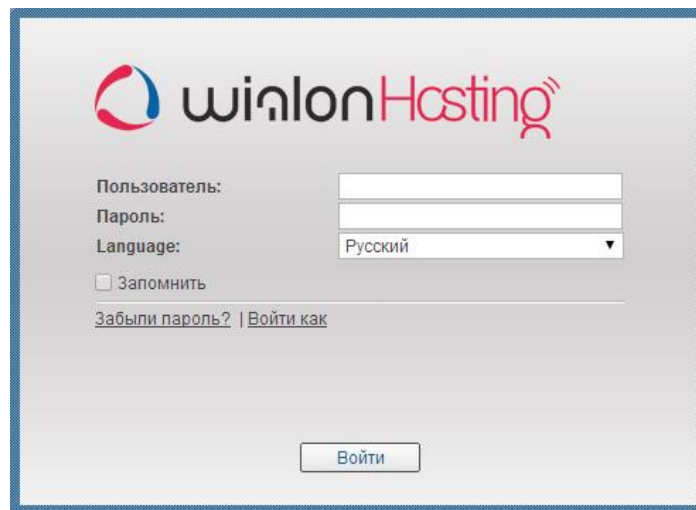 wialonHosting
Пользователь:
Пароль:
Language: Русский
Запомнить
Забыли пароль? | Войти как
Войти